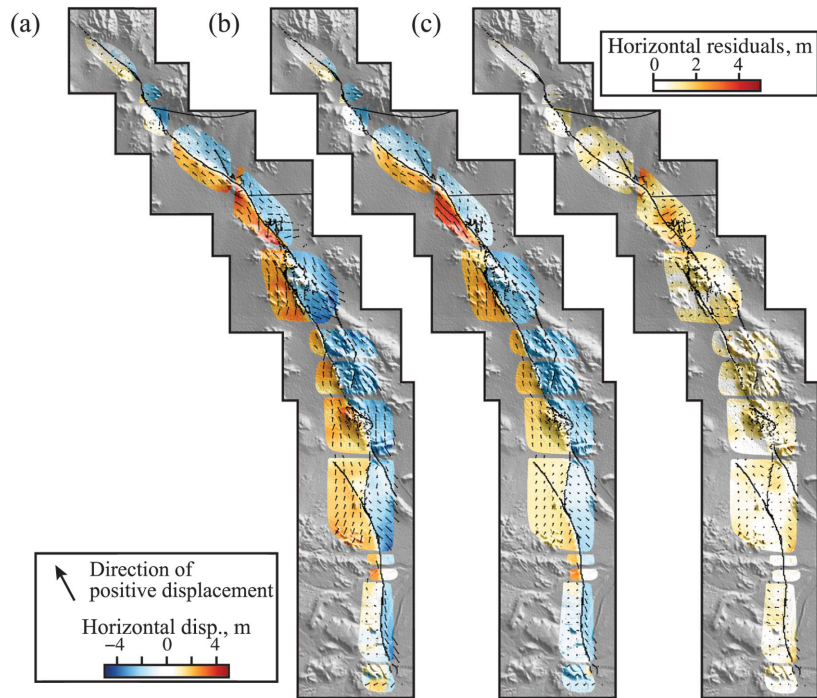 (a)
(b)
(c)
Horizontal residuals, m
0 2 4
Direction of
positive displacement
Horizontal disp., m
−4 0 4